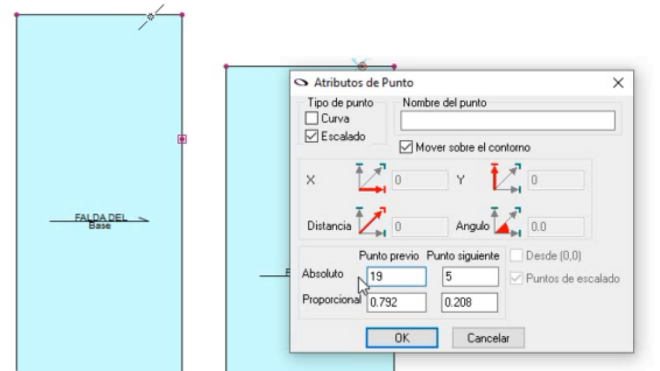 Atributos de Punto
Tipo de punto
Curva
Escalado
Nombre del punto
Mover sobre el contorno
X 0 Y 0
Distancia 0 Angulo 0.0
Punto previo Punto siguiente Desde (0,0)
Absoluto 19 5 Puntos de escalado
Proporcional 0.792 0.208
OK Cancelar
FALDA DEL
Base